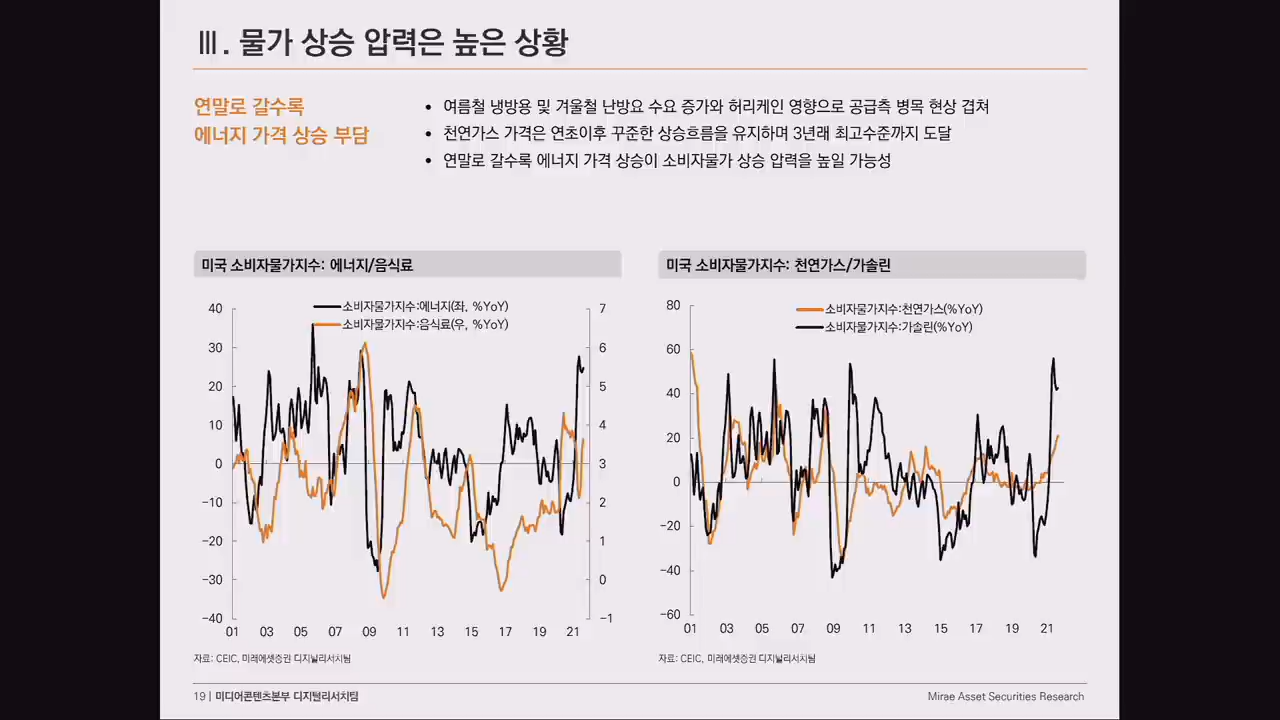 Ⅲ. 물가 상승 압력은 높은 상황
연말로 갈수록
에너지 가격 상승 부담
• 여름철 냉방용 및 겨울철 난방요 수요 증가와 허리케인 영향으로 공급측 병목 현상 겹쳐
• 천연가스 가격은 연초이후 꾸준한 상승흐름을 유지하며 3년래 최고수준까지 도달
• 연말로 갈수록 에너지 가격 상승이 소비자물가 상승 압력을 높일 가능성
미국 소비자물가지수: 에너지/음식료
소비자물가지수:에너지(좌, %YoY)
소비자물가지수:음식료(우, %YoY)
40
30
20
10
0
-10
-20
-30
-40
7
6
5
4
3
2
1
0
-1
01 03 05 07 09 11 13 15 17 19 21
자료: CEIC, 미래에셋증권 디지털리서치팀
미국 소비자물가지수: 천연가스/가솔린
소비자물가지수:천연가스(%YoY)
소비자물가지수:가솔린(%YoY)
80
60
40
20
0
-20
-40
-60
01 03 05 07 09 11 13 15 17 19 21
자료: CEIC, 미래에셋증권 디지털리서치팀
19 | 미디어콘텐츠본부 디지털리서치팀
Mirae Asset Securities Research